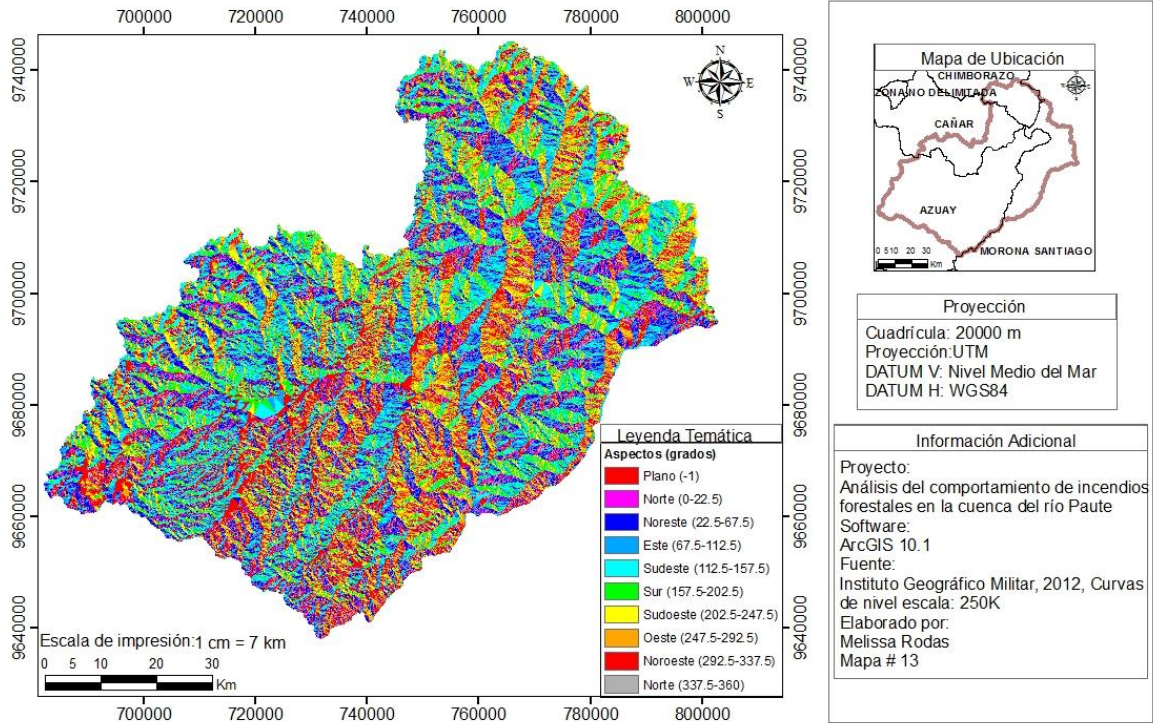 700000 720000 740000 760000 780000 800000
9740000
9720000
9700000
9680000
9660000
9640000
N
W E
S
Leyenda Temática
Aspectos (grados)
Plano (-1)
Norte (0-22.5)
Noreste (22.5-67.5)
Este (67.5-112.5)
Sudeste (112.5-157.5)
Sur (157.5-202.5)
Sudoeste (202.5-247.5)
Oeste (247.5-292.5)
Noroeste (292.5-337.5)
Norte (337.5-360)
Escala de impresión:1 cm = 7 km
0 5 10 20 30
Km
700000 720000 740000 760000 780000 800000
9740000
9720000
9700000
9680000
9660000
9640000
Mapa de Ubicación
CHIMBORAZO
ZONA NO DELIMITADA
CAÑAR
AZUAY
MORONA SANTIAGO
0 510 20 30
Km
Proyección
Cuadrícula: 20000 m
Proyección:UTM
DATUM V: Nivel Medio del Mar
DATUM H: WGS84
Información Adicional
Proyecto:
Análisis del comportamiento de incendios
forestales en la cuenca del río Paute
Software:
ArcGIS 10.1
Fuente:
Instituto Geográfico Militar, 2012, Curvas
de nivel escala: 250K
Elaborado por:
Melissa Rodas
Mapa # 13